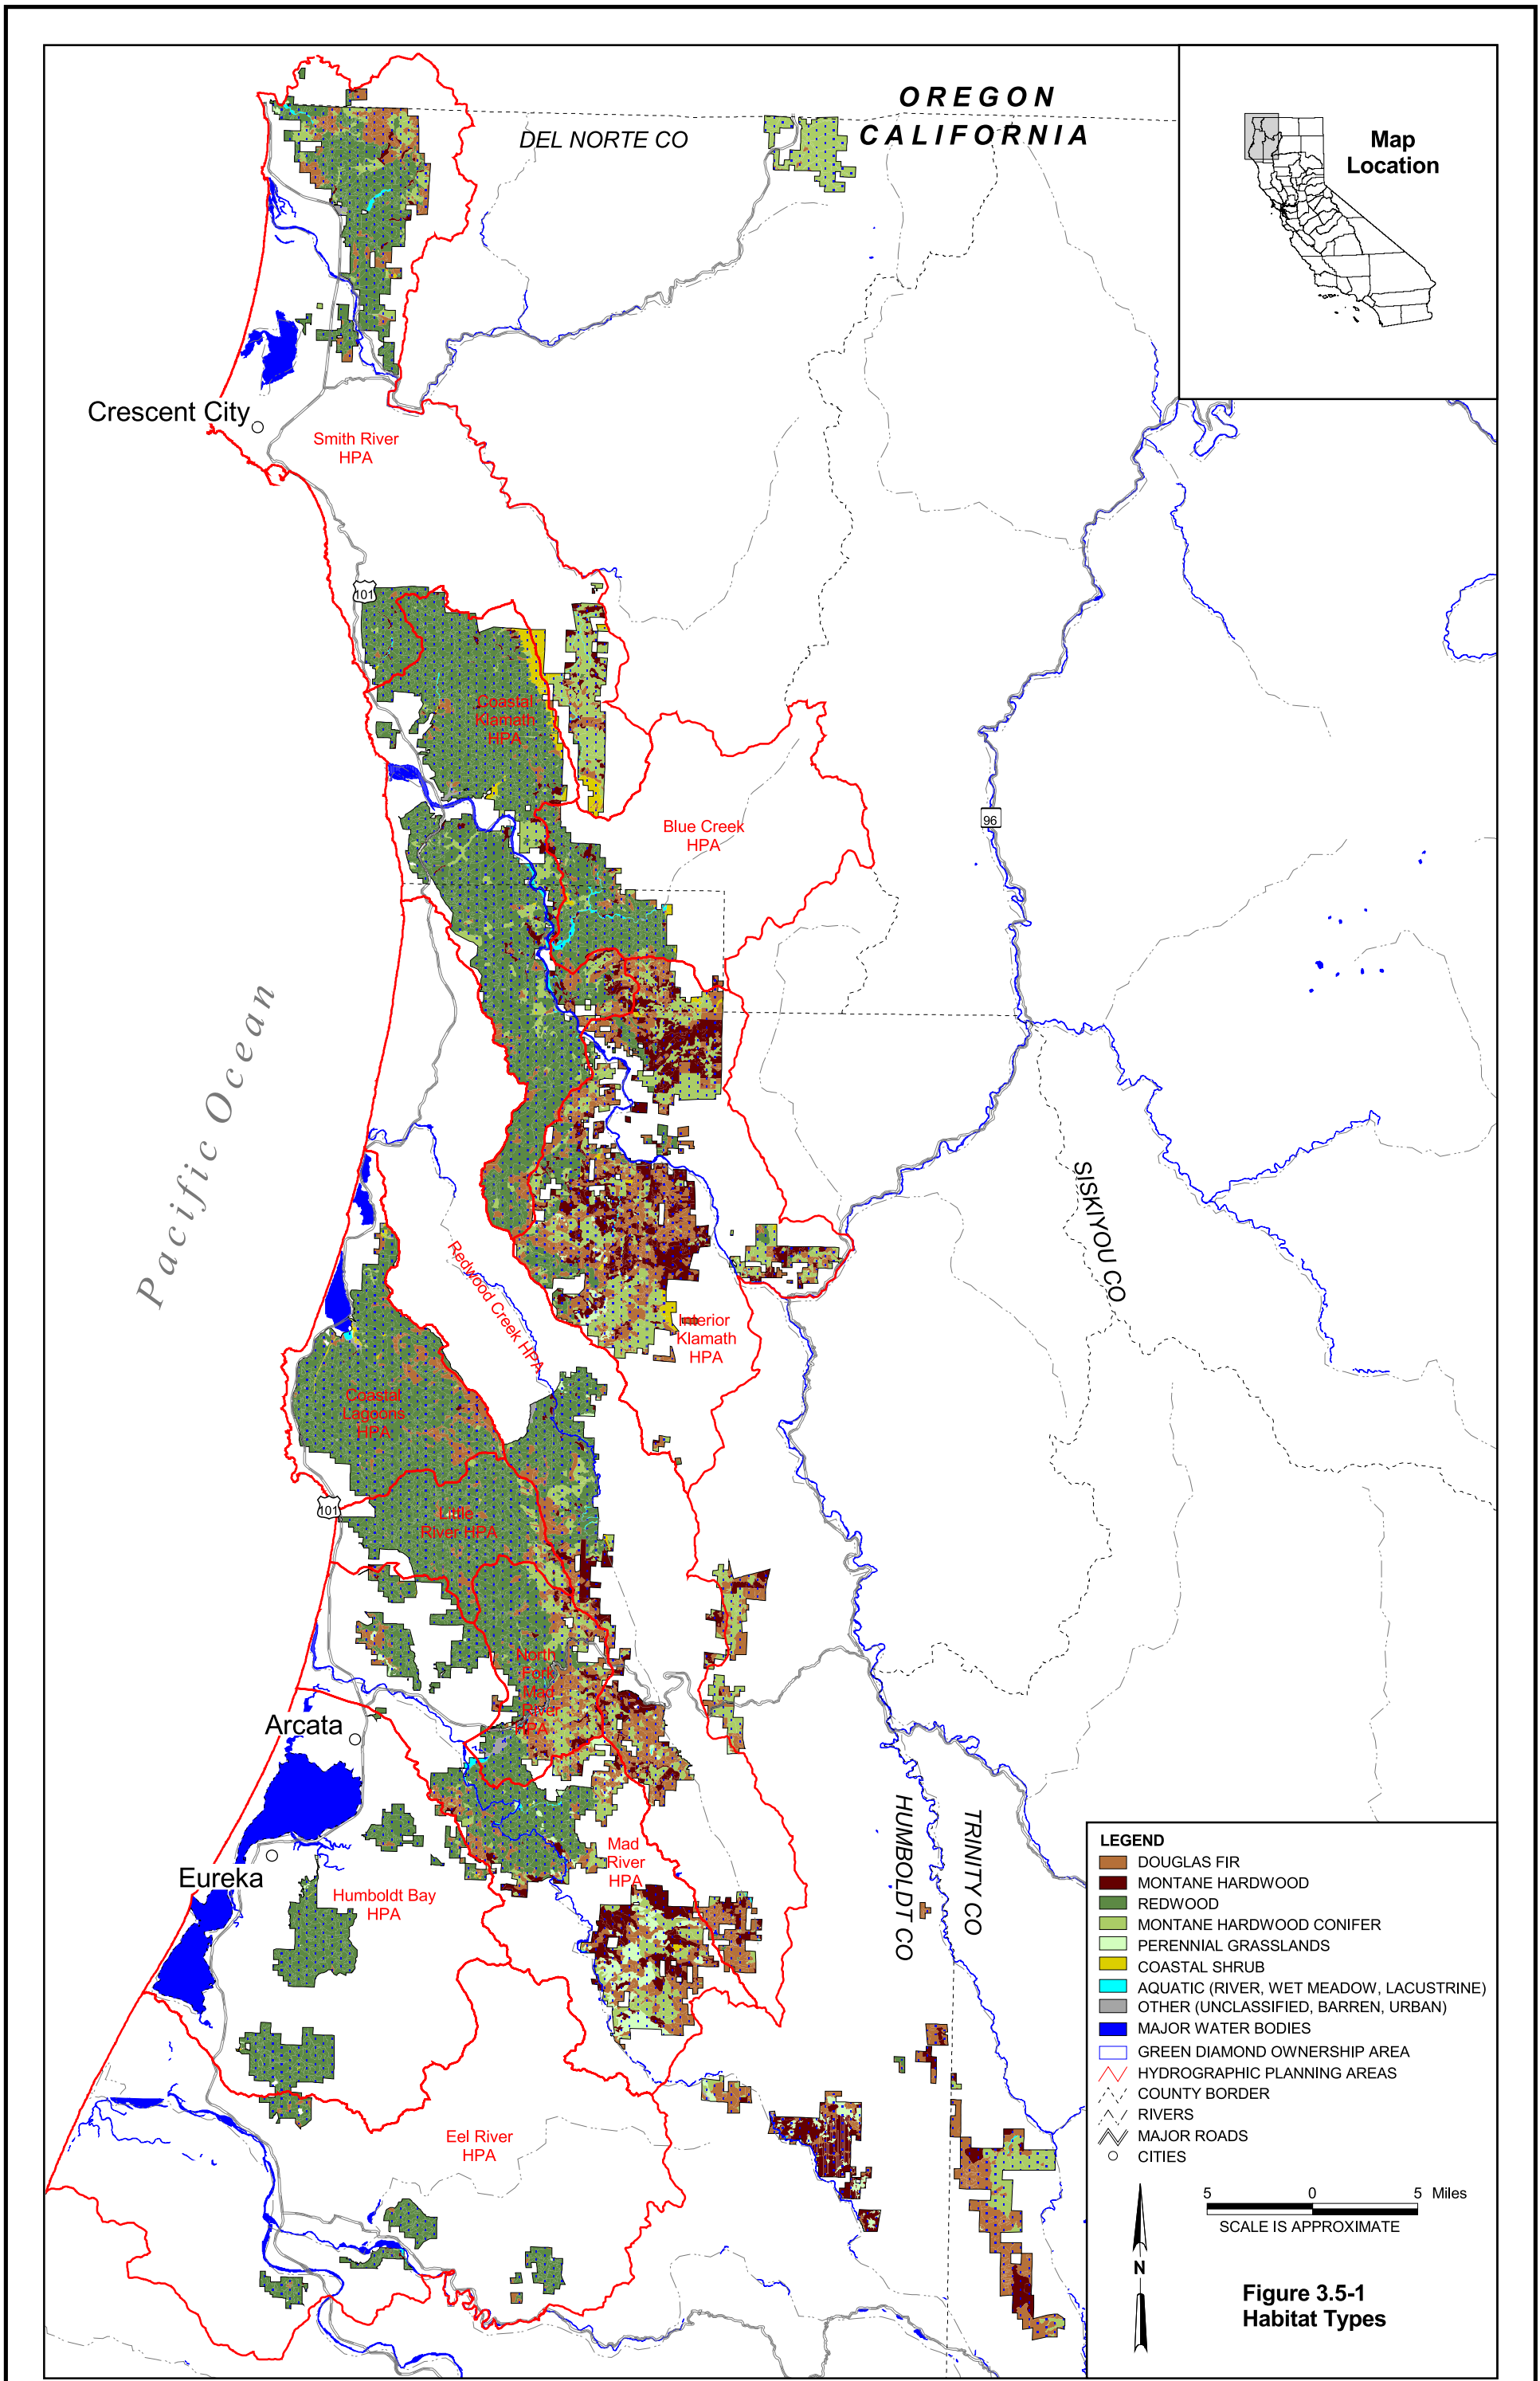 OREGON
CALIFORNIA
DEL NORTE CO
Map
Location
Crescent City
Smith River
HPA
101
Coastal
Klamath
HPA
Blue Creek
HPA
96
Pacific Ocean
SISKIYOU CO
Redwood Creek HPA
Interior
Klamath
HPA
Coastal
Lagoons
HPA
101
Little
River HPA
North
Fork
Mad
River
HPA
Arcata
Eureka
Humboldt Bay
HPA
Mad
River
HPA
HUMBOLDT CO
TRINITY CO
Eel River
HPA
LEGEND
DOUGLAS FIR
MONTANE HARDWOOD
REDWOOD
MONTANE HARDWOOD CONIFER
PERENNIAL GRASSLANDS
COASTAL SHRUB
AQUATIC (RIVER, WET MEADOW, LACUSTRINE)
OTHER (UNCLASSIFIED, BARREN, URBAN)
MAJOR WATER BODIES
GREEN DIAMOND OWNERSHIP AREA
HYDROGRAPHIC PLANNING AREAS
COUNTY BORDER
RIVERS
MAJOR ROADS
CITIES
5 0 5 Miles
SCALE IS APPROXIMATE
N
Figure 3.5-1
Habitat Types